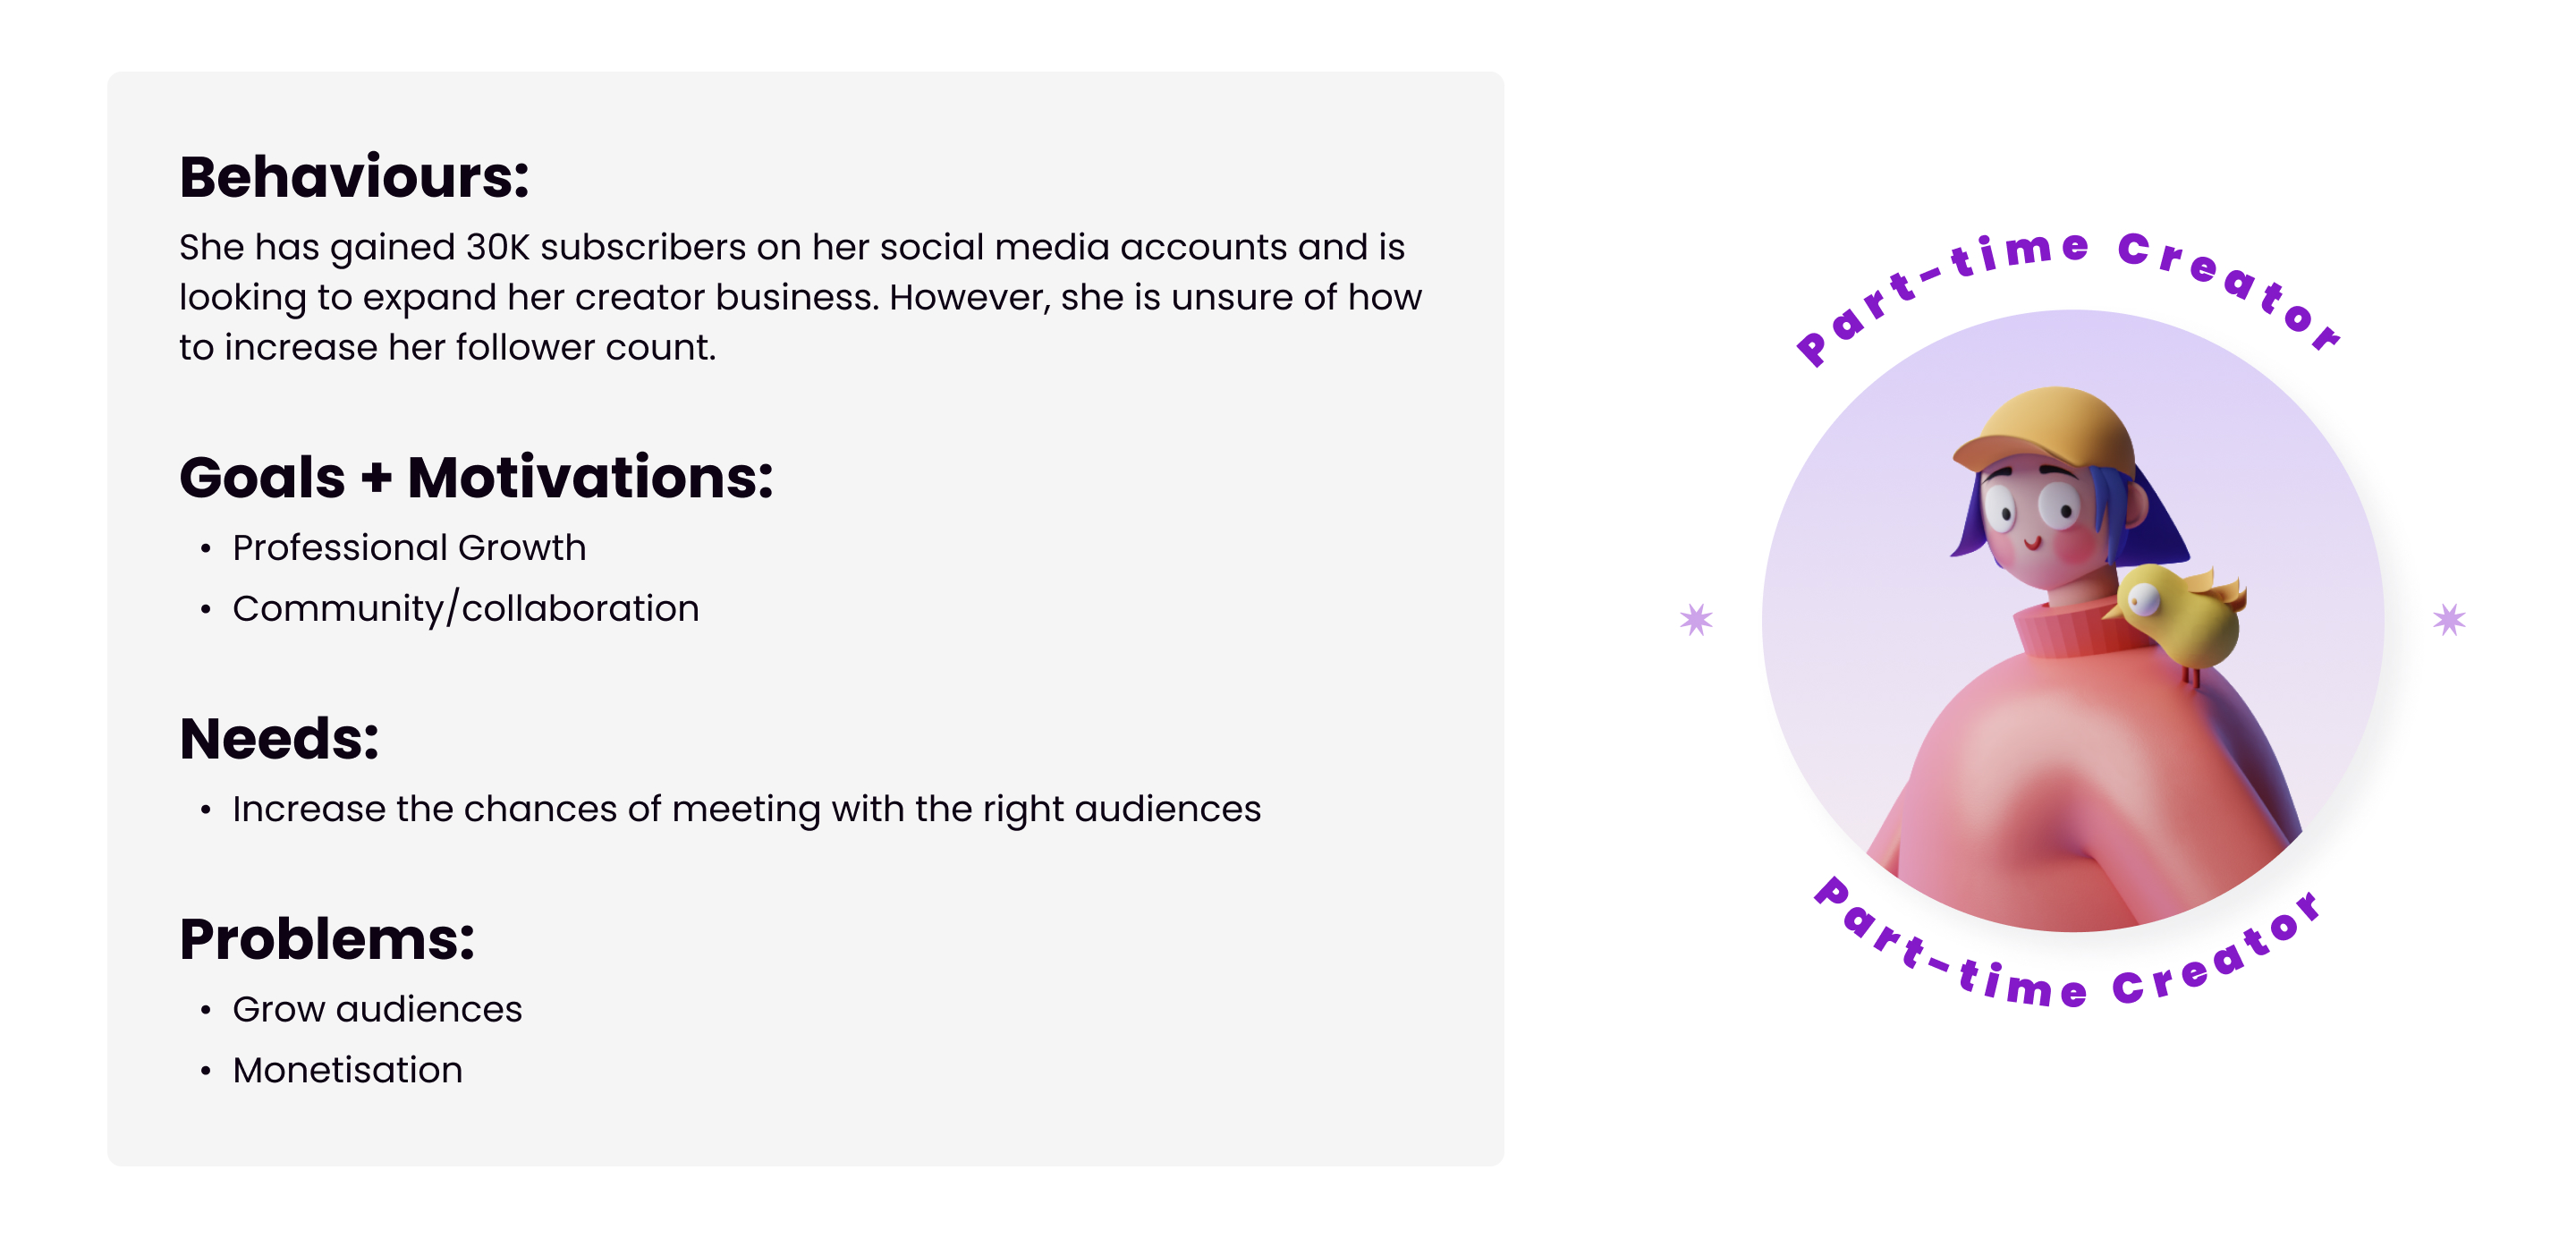 Behaviours:
She has gained 30K subscribers on her social media accounts and is
looking to expand her creator business. However, she is unsure of how
to increase her follower count.
Goals + Motivations:
• Professional Growth
• Community/collaboration
Needs:
• Increase the chances of meeting with the right audiences
Problems:
• Grow audiences
• Monetisation
Part-time Creator
Part-time Creator